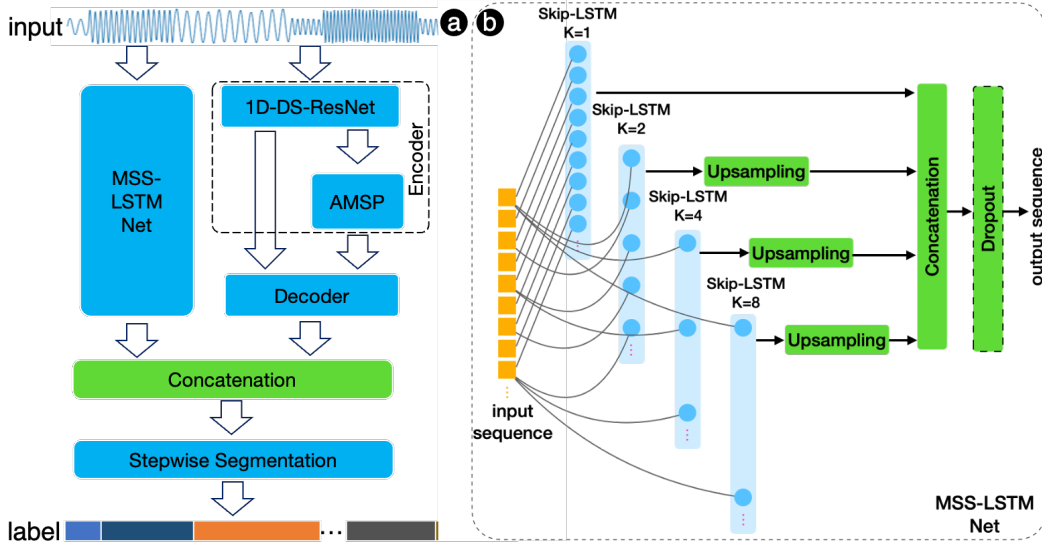 input
a
1D-DS-ResNet
MSS-
LSTM
Net
AMSP
Encoder
Decoder
Concatenation
Stepwise Segmentation
label
...
b
Skip-LSTM
K=1
Skip-LSTM
K=2
Upsampling
Skip-LSTM
K=4
Upsampling
Skip-LSTM
K=8
Upsampling
input
sequence
Concatenation
Dropout
output sequence
MSS-LSTM
Net